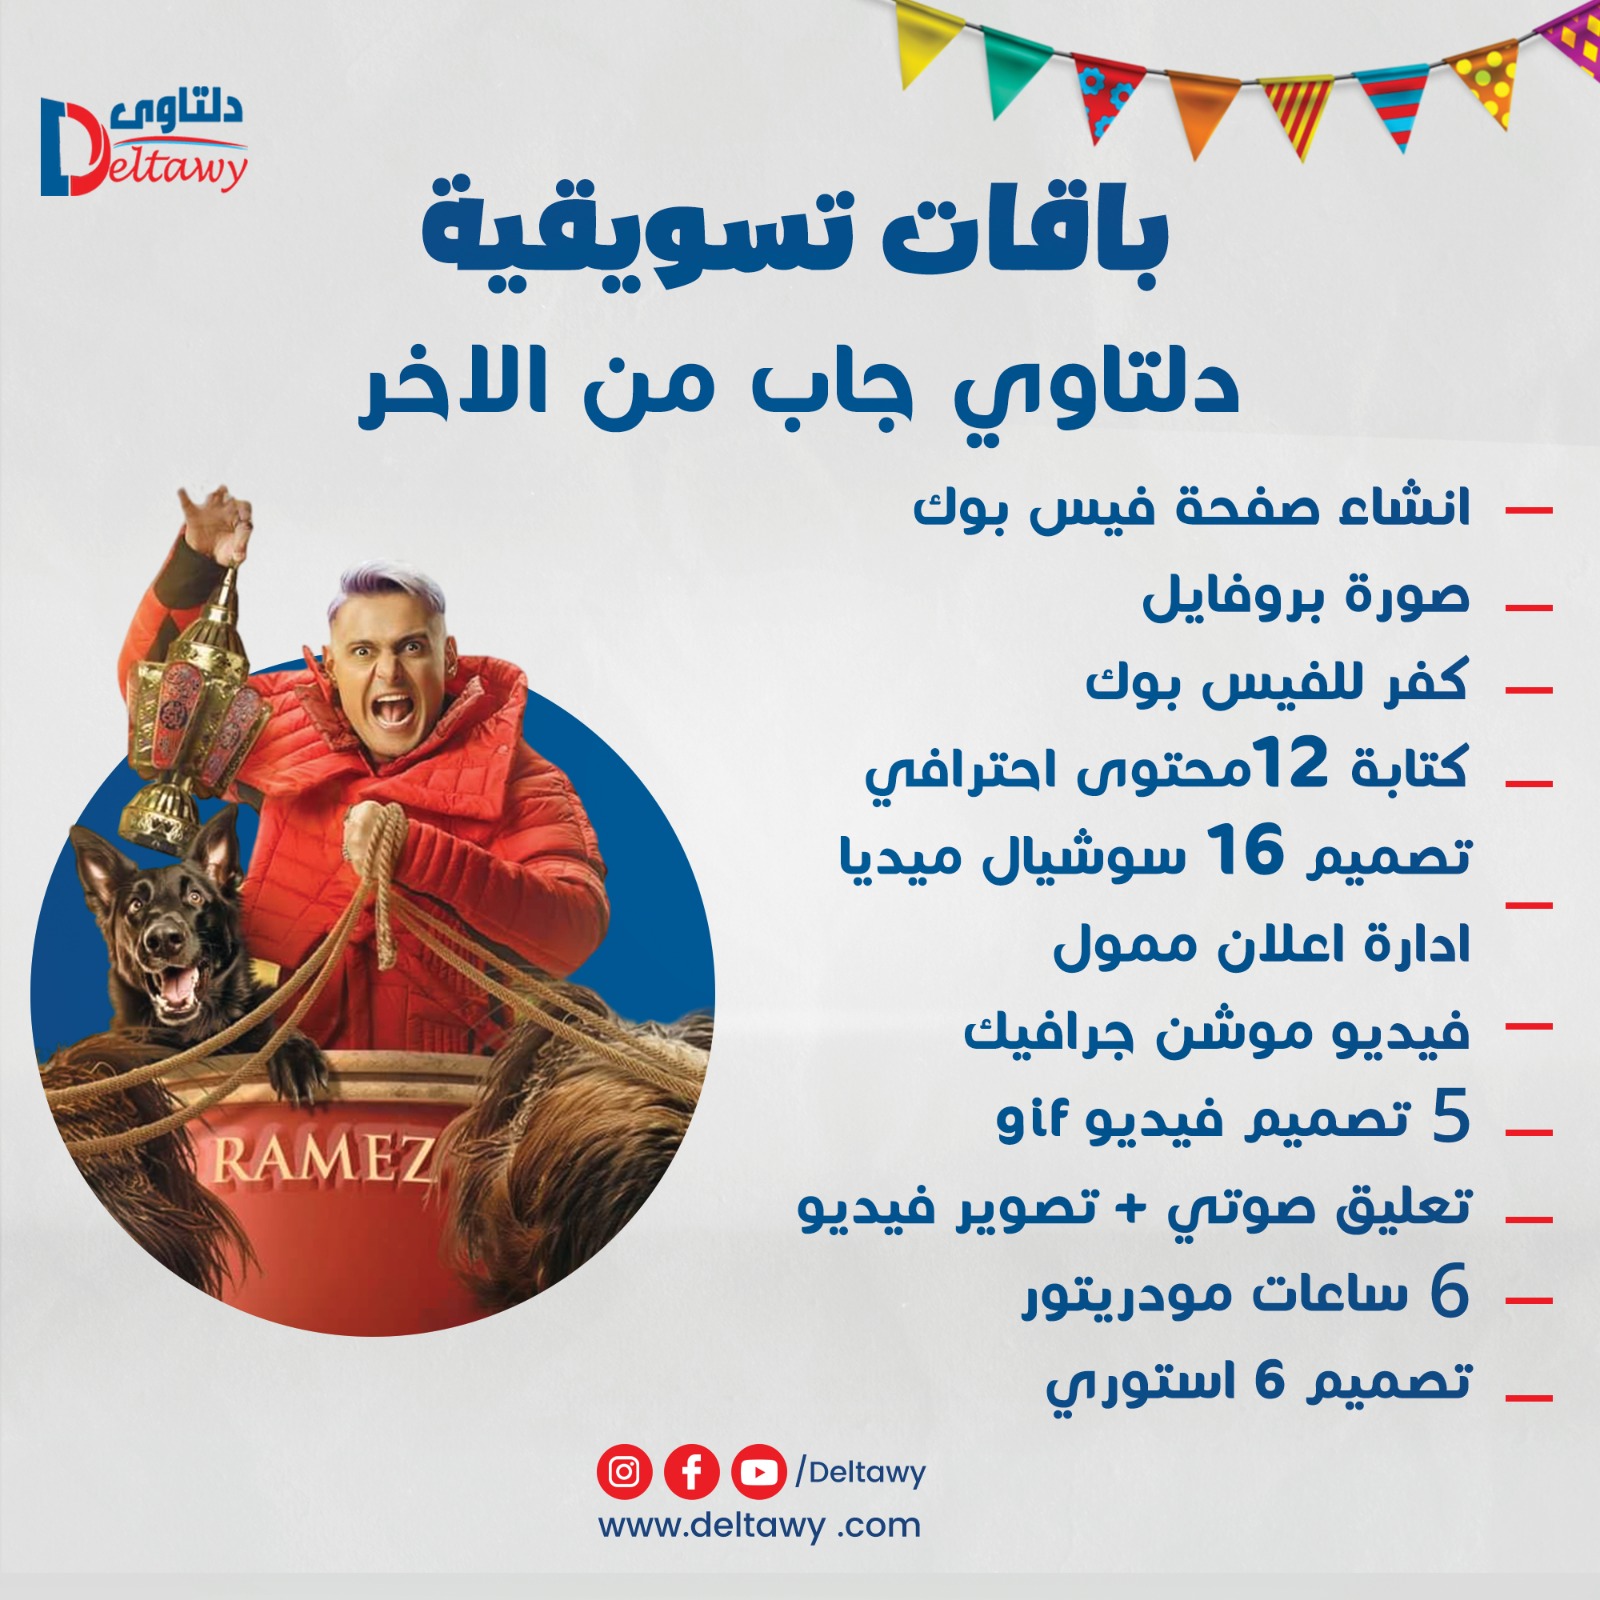 دلتاوى
Deltawy
باقات تسويقية
دلتاوي جاب من الاخر
انشاء صفحة فيس بوك
صورة بروفايل
كفر للفيس بوك
كتابة 12محتوى احترافي
تصميم 16 سوشيال ميديا
ادارة اعلان ممول
فيديو موشن جرافيك
5 تصميم فيديو gif
تعليق صوتي + تصوير فيديو
6 ساعات مودريتور
تصميم 6 استوري
RAMEZ
/Deltawy
www.deltawy .com